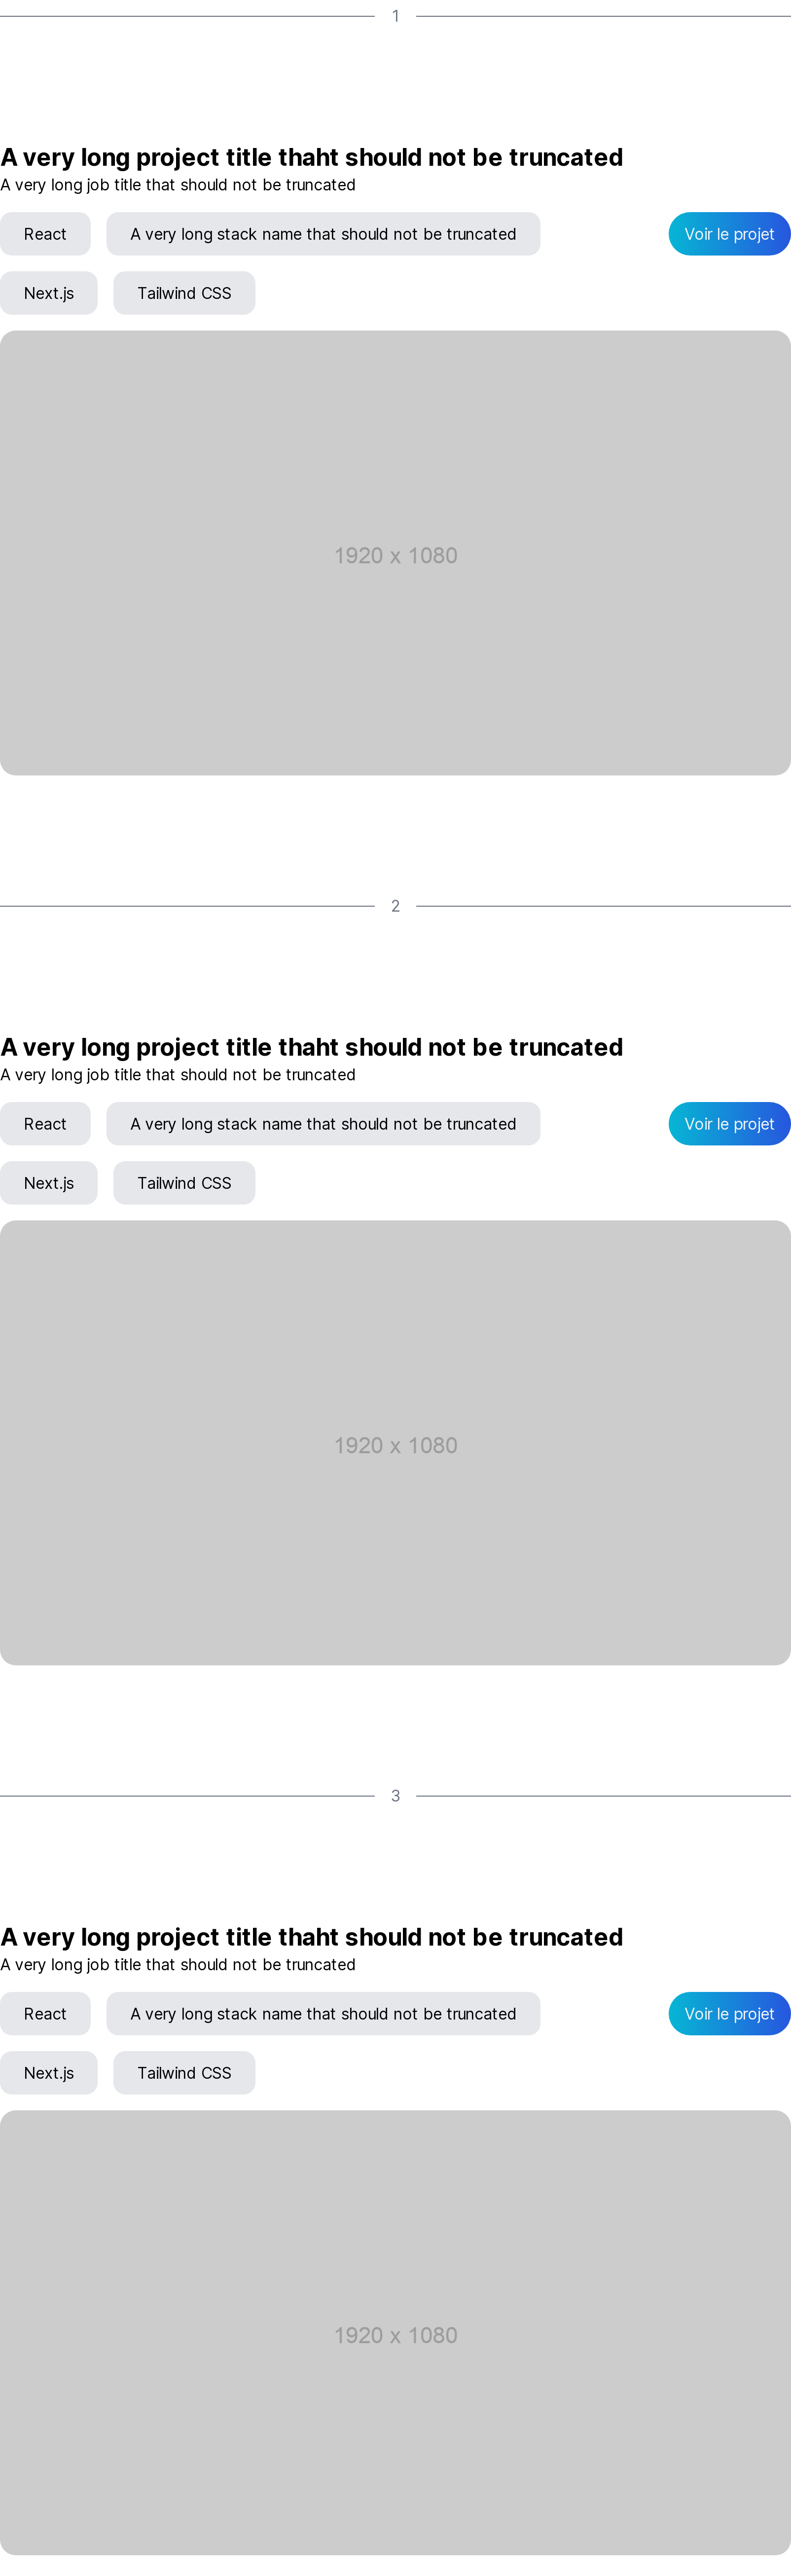 1
A very long project title thaht should not be truncated
A very long job title that should not be truncated
React A very long stack name that should not be truncated Voir le projet
Next.js Tailwind CSS
1920 x 1080
2
A very long project title thaht should not be truncated
A very long job title that should not be truncated
React A very long stack name that should not be truncated Voir le projet
Next.js Tailwind CSS
1920 x 1080
3
A very long project title thaht should not be truncated
A very long job title that should not be truncated
React A very long stack name that should not be truncated Voir le projet
Next.js Tailwind CSS
1920 x 1080